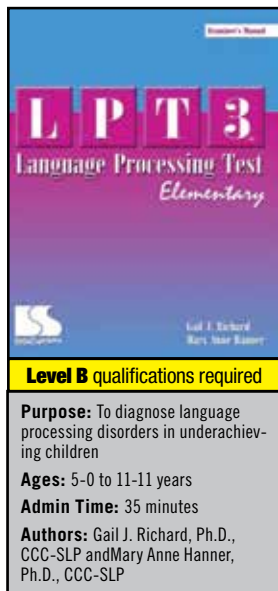 Examiner's Manual
L P T 3
Language Processing Test
Elementary
Gail J. Richard
Mary Anne Hanner
Level B qualifications required
Purpose: To diagnose language
processing disorders in underachiev-
ing children
Ages: 5-0 to 11-11 years
Admin Time: 35 minutes
Authors: Gail J. Richard, Ph.D.,
CCC-SLP andMary Anne Hanner,
Ph.D., CCC-SLP